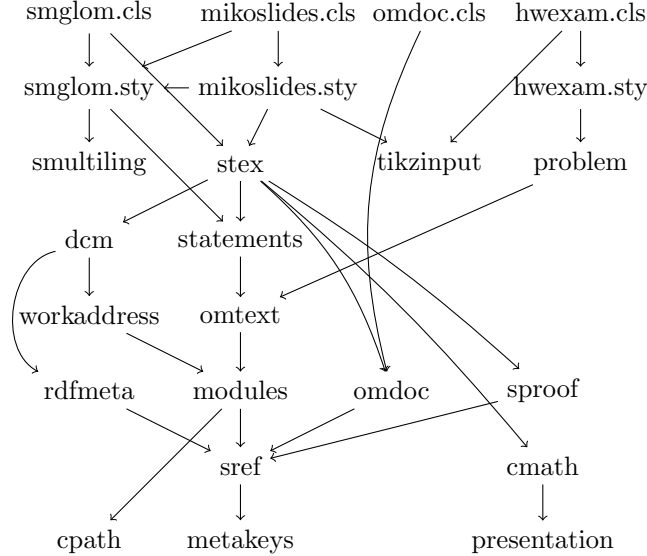 smglom.cls mikoslides.cls omdoc.cls hwexam.cls
smglom.sty mikoslides.sty hwexam.sty
smultiling stex tikzinput problem
dcm statements
workaddress omtext
rdfmeta modules omdoc sproof
sref cmath
cpath metakeys presentation